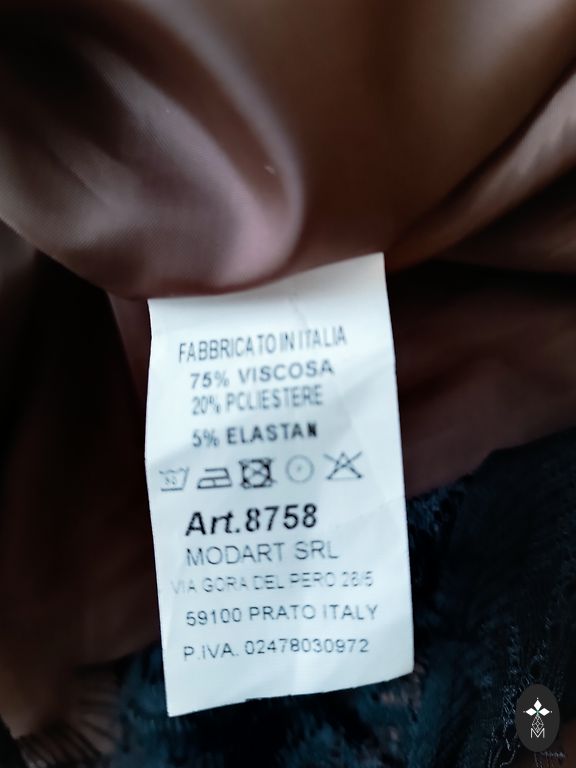 FABBRICATO IN ITALIA
75% VISCOSA
20% POLIESTERE
5% ELASTAN
Art.8758
MODART SRL
VIA GORA DEL PERO 28/5
59100 PRATO ITALY
P.IVA. 02478030972
M